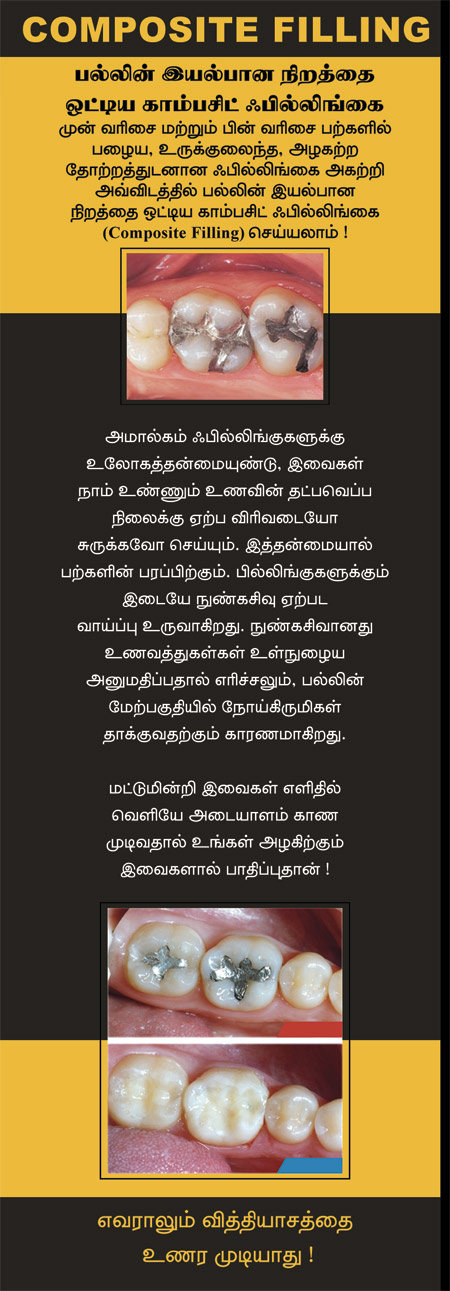 COMPOSITE FILLING
பல்லின் இயல்பான நிறத்தை
ஒட்டிய காம்பசிட் ஃபில்லிங்கை
முன் வரிசை மற்றும் பின் வரிசை பற்களில்
பழைய, உருக்குலைந்த, அழகற்ற
தோற்றத்துடனான ஃபில்லிங்கை அகற்றி
அவ்விடத்தில் பல்லின் இயல்பான
நிறத்தை ஒட்டிய காம்பசிட் ஃபில்லிங்கை
(Composite Filling) செய்யலாம் !
அமால்கம் ஃபில்லிங்குகளுக்கு
உலோகத்தன்மையுண்டு, இவைகள்
நாம் உண்ணும் உணவின் தட்பவெப்ப
நிலைக்கு ஏற்ப விரிவடையோ
சுருக்கவோ செய்யும். இத்தன்மையால்
பற்களின் பரப்பிற்கும். பில்லிங்குகளுக்கும்
இடையே நுண்கசிவு ஏற்பட
வாய்ப்பு உருவாகிறது. நுண்கசிவானது
உணவத்துகள்கள் உள்நுழைய
அனுமதிப்பதால் எரிச்சலும், பல்லின்
மேற்பகுதியில் நோய்கிருமிகள்
தாக்குவதற்கும் காரணமாகிறது.
மட்டுமின்றி இவைகள் எளிதில்
வெளியே அடையாளம் காண
முடிவதால் உங்கள் அழகிற்கும்
இவைகளால் பாதிப்புதான் !
எவராலும் வித்தியாசத்தை
உணர முடியாது !